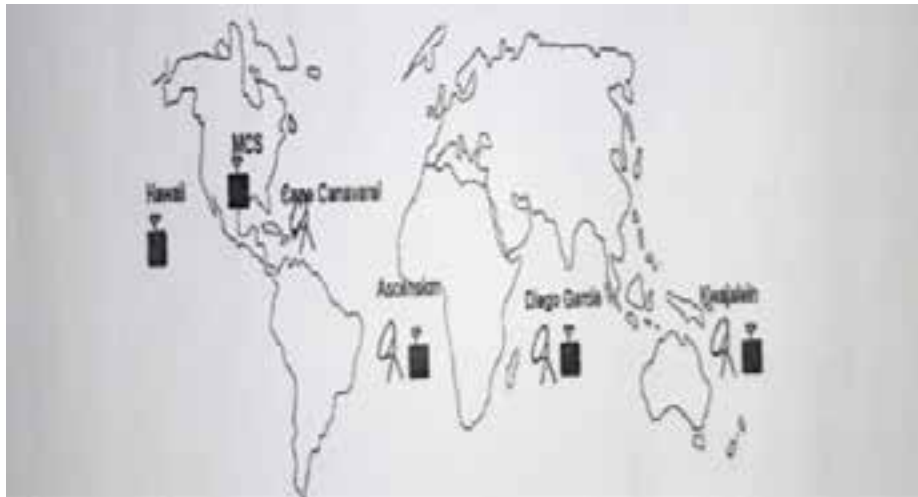 MCS
Hawaii
Cape Canaveral
Ascension
Diego Garcia
Kwajalein